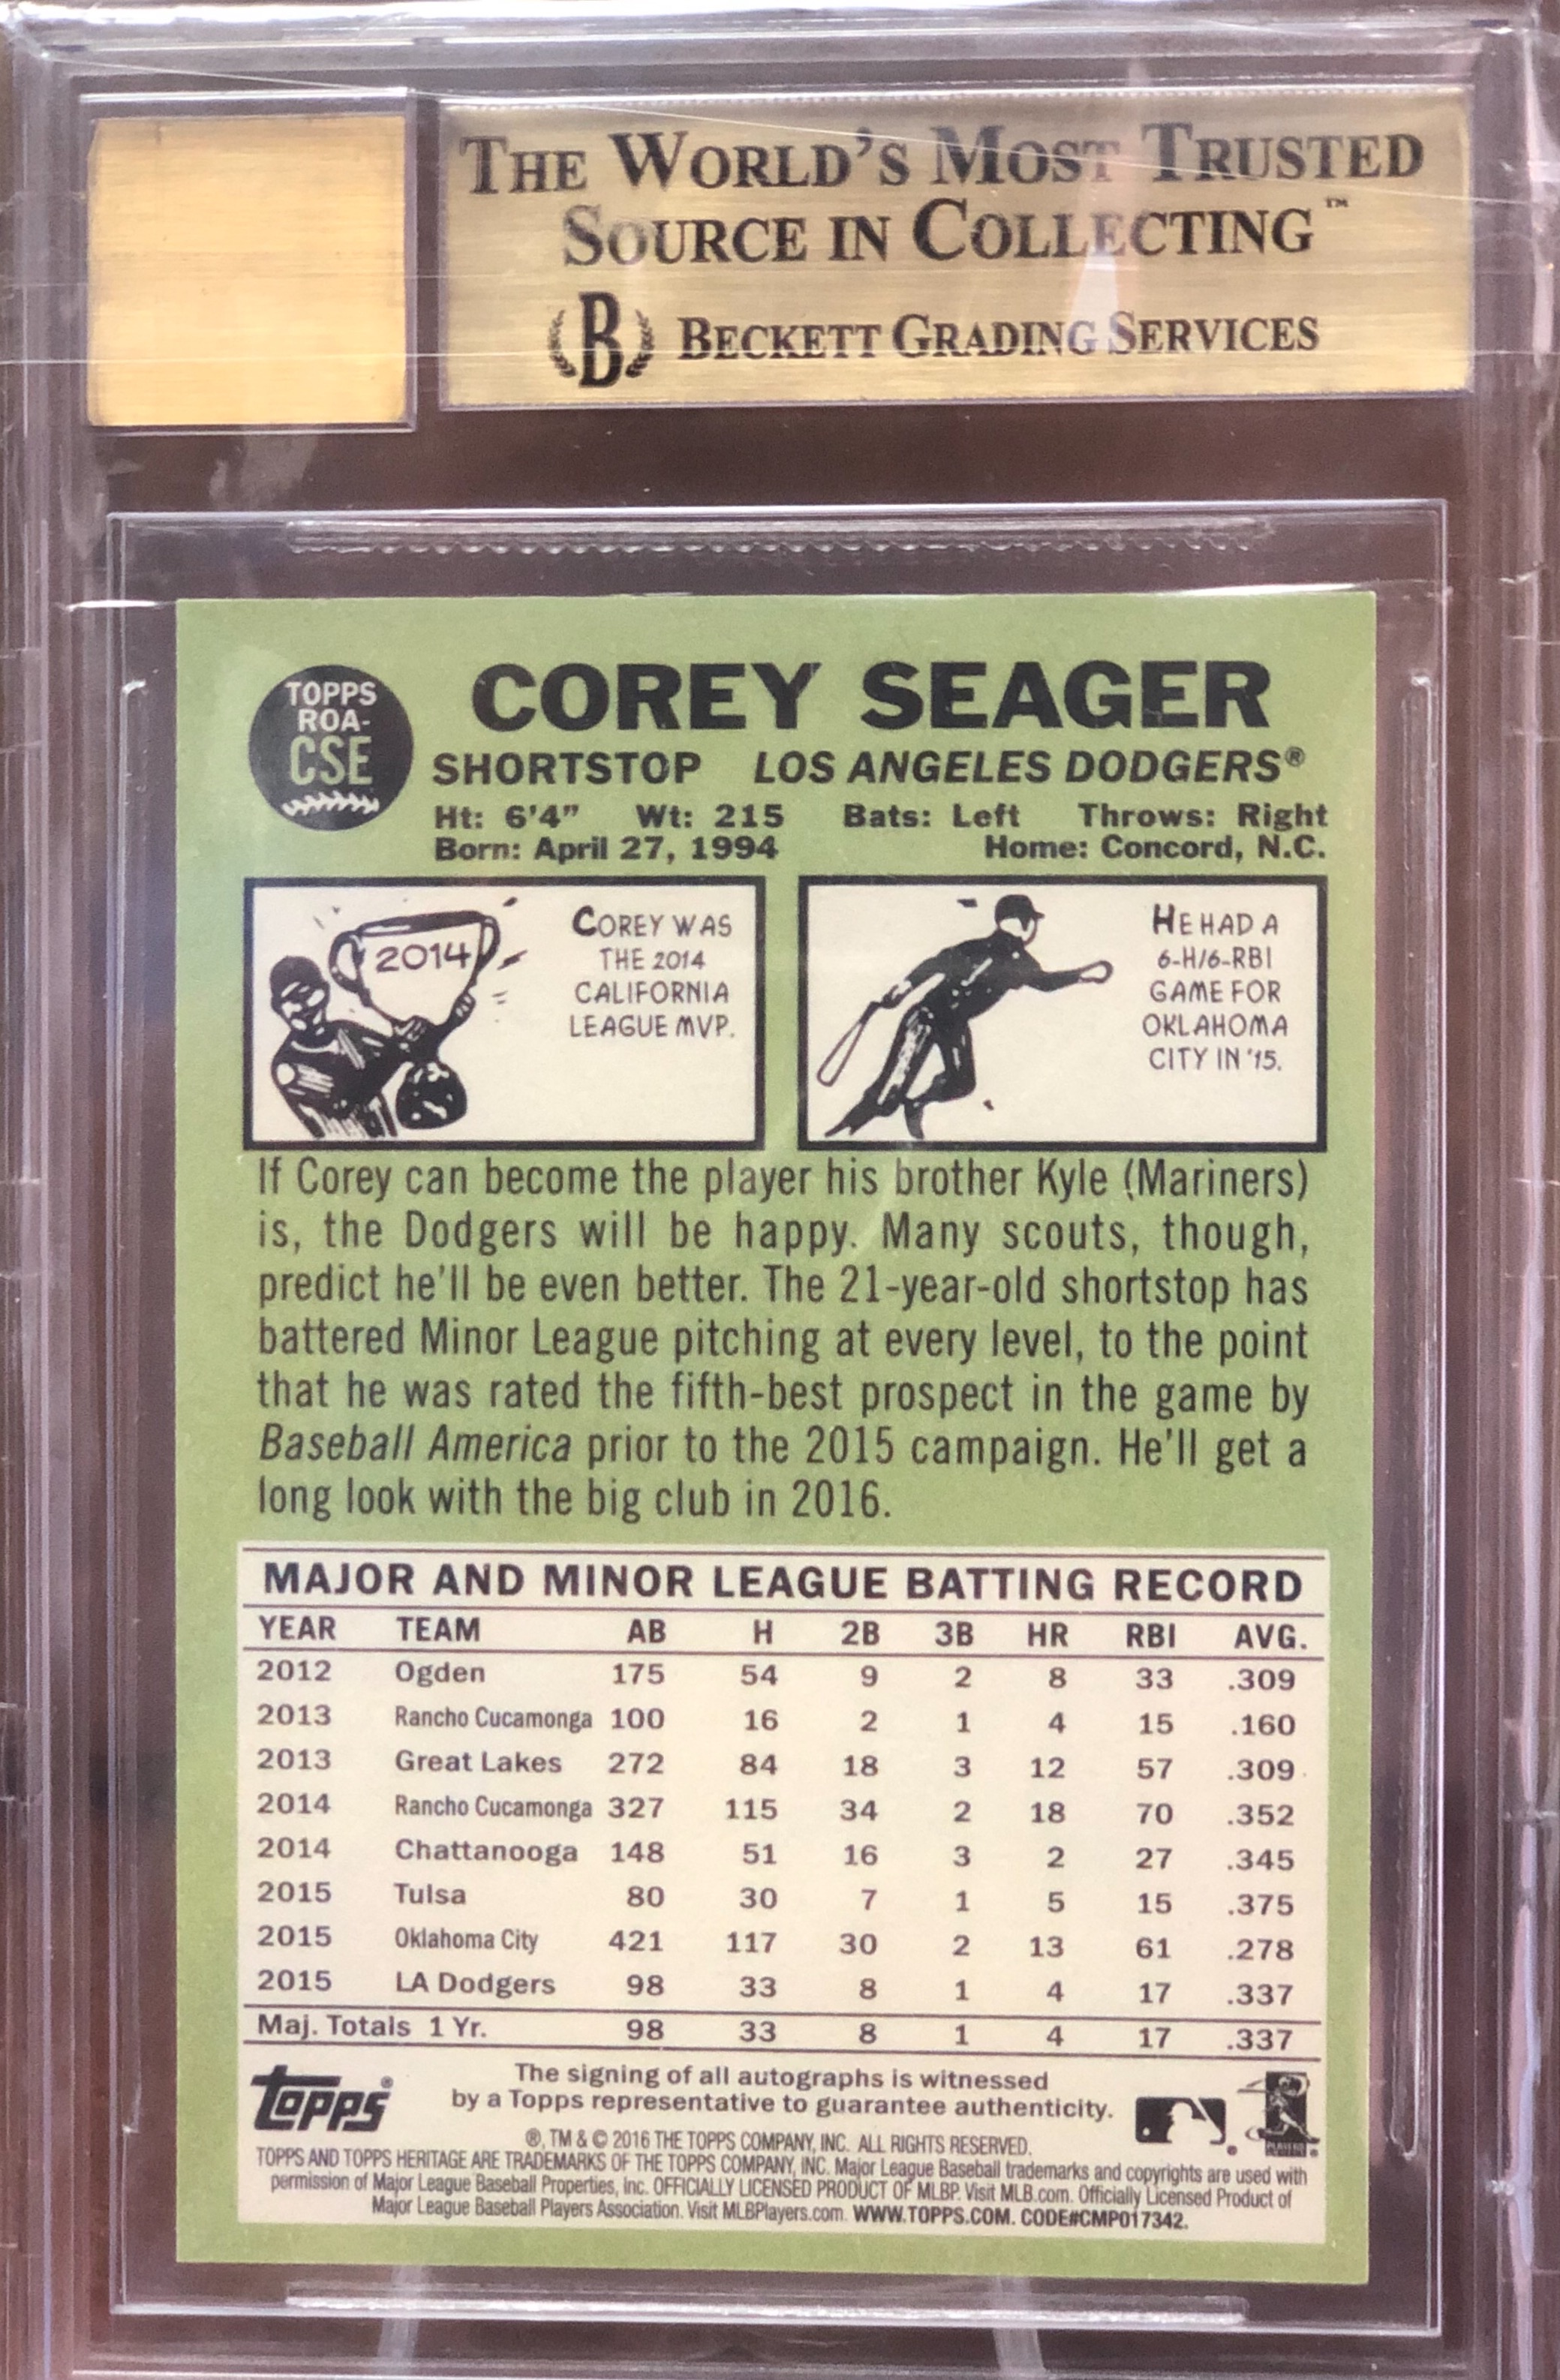 THE WORLD'S MOST TRUSTED
SOURCE IN COLLECTING™
B BECKETT GRADING SERVICES
TOPPS
ROA-
CSE
COREY SEAGER
SHORTSTOP LOS ANGELES DODGERS®
Ht: 6'4" Wt: 215 Bats: Left Throws: Right
Born: April 27, 1994 Home: Concord, N.C.
2014
COREY WAS
THE 2014
CALIFORNIA
LEAGUE MVP.
HE HAD A
6-H/6-RBI
GAME FOR
OKLAHOMA
CITY IN '15.
If Corey can become the player his brother Kyle (Mariners)
is, the Dodgers will be happy. Many scouts, though,
predict he'll be even better. The 21-year-old shortstop has
battered Minor League pitching at every level, to the point
that he was rated the fifth-best prospect in the game by
Baseball America prior to the 2015 campaign. He'll get a
long look with the big club in 2016.
MAJOR AND MINOR LEAGUE BATTING RECORD
YEAR TEAM AB H 2B 3B HR RBI AVG.
2012 Ogden 175 54 9 2 8 33 .309
2013 Rancho Cucamonga 100 16 2 1 4 15 .160
2013 Great Lakes 272 84 18 3 12 57 .309
2014 Rancho Cucamonga 327 115 34 2 18 70 .352
2014 Chattanooga 148 51 16 3 2 27 .345
2015 Tulsa 80 30 7 1 5 15 .375
2015 Oklahoma City 421 117 30 2 13 61 .278
2015 LA Dodgers 98 33 8 1 4 17 .337
Maj. Totals 1 Yr. 98 33 8 1 4 17 .337
topps®
The signing of all autographs is witnessed
by a Topps representative to guarantee authenticity.
®, TM & © 2016 THE TOPPS COMPANY, INC. ALL RIGHTS RESERVED.
TOPPS AND TOPPS HERITAGE ARE TRADEMARKS OF THE TOPPS COMPANY, INC. Major League Baseball trademarks and copyrights are used with
permission of Major League Baseball Properties, Inc. OFFICIALLY LICENSED PRODUCT OF MLBP. Visit MLB.com. Officially Licensed Product of
Major League Baseball Players Association. Visit MLBPlayers.com. WWW.TOPPS.COM. CODE#CMP017342.